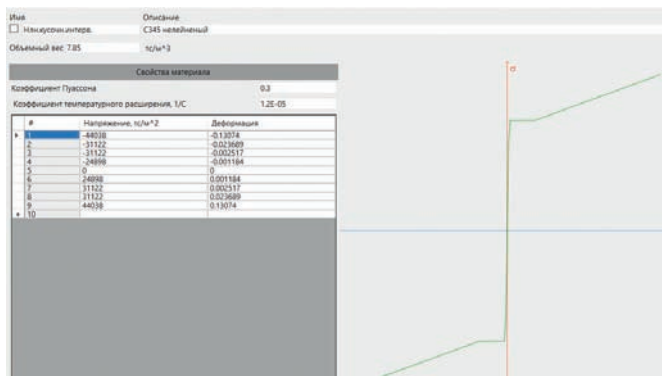 Имя Описание
Нлин.кусочн.интерв. С345 нелейненый
Объемный вес 7.85 тс/м^3
Свойства материала
Коэффициент Пуассона 0.3
Коэффициент температурного расширения, 1/С 1.2E-05
# Напряжение, тс/м^2 Деформация
1 -44038 -0.13074
2 -31122 -0.023689
3 -31122 -0.002517
4 -24898 -0.001184
5 0 0
6 24898 0.001184
7 31122 0.002517
8 31122 0.023689
9 44038 0.13074
10
σ